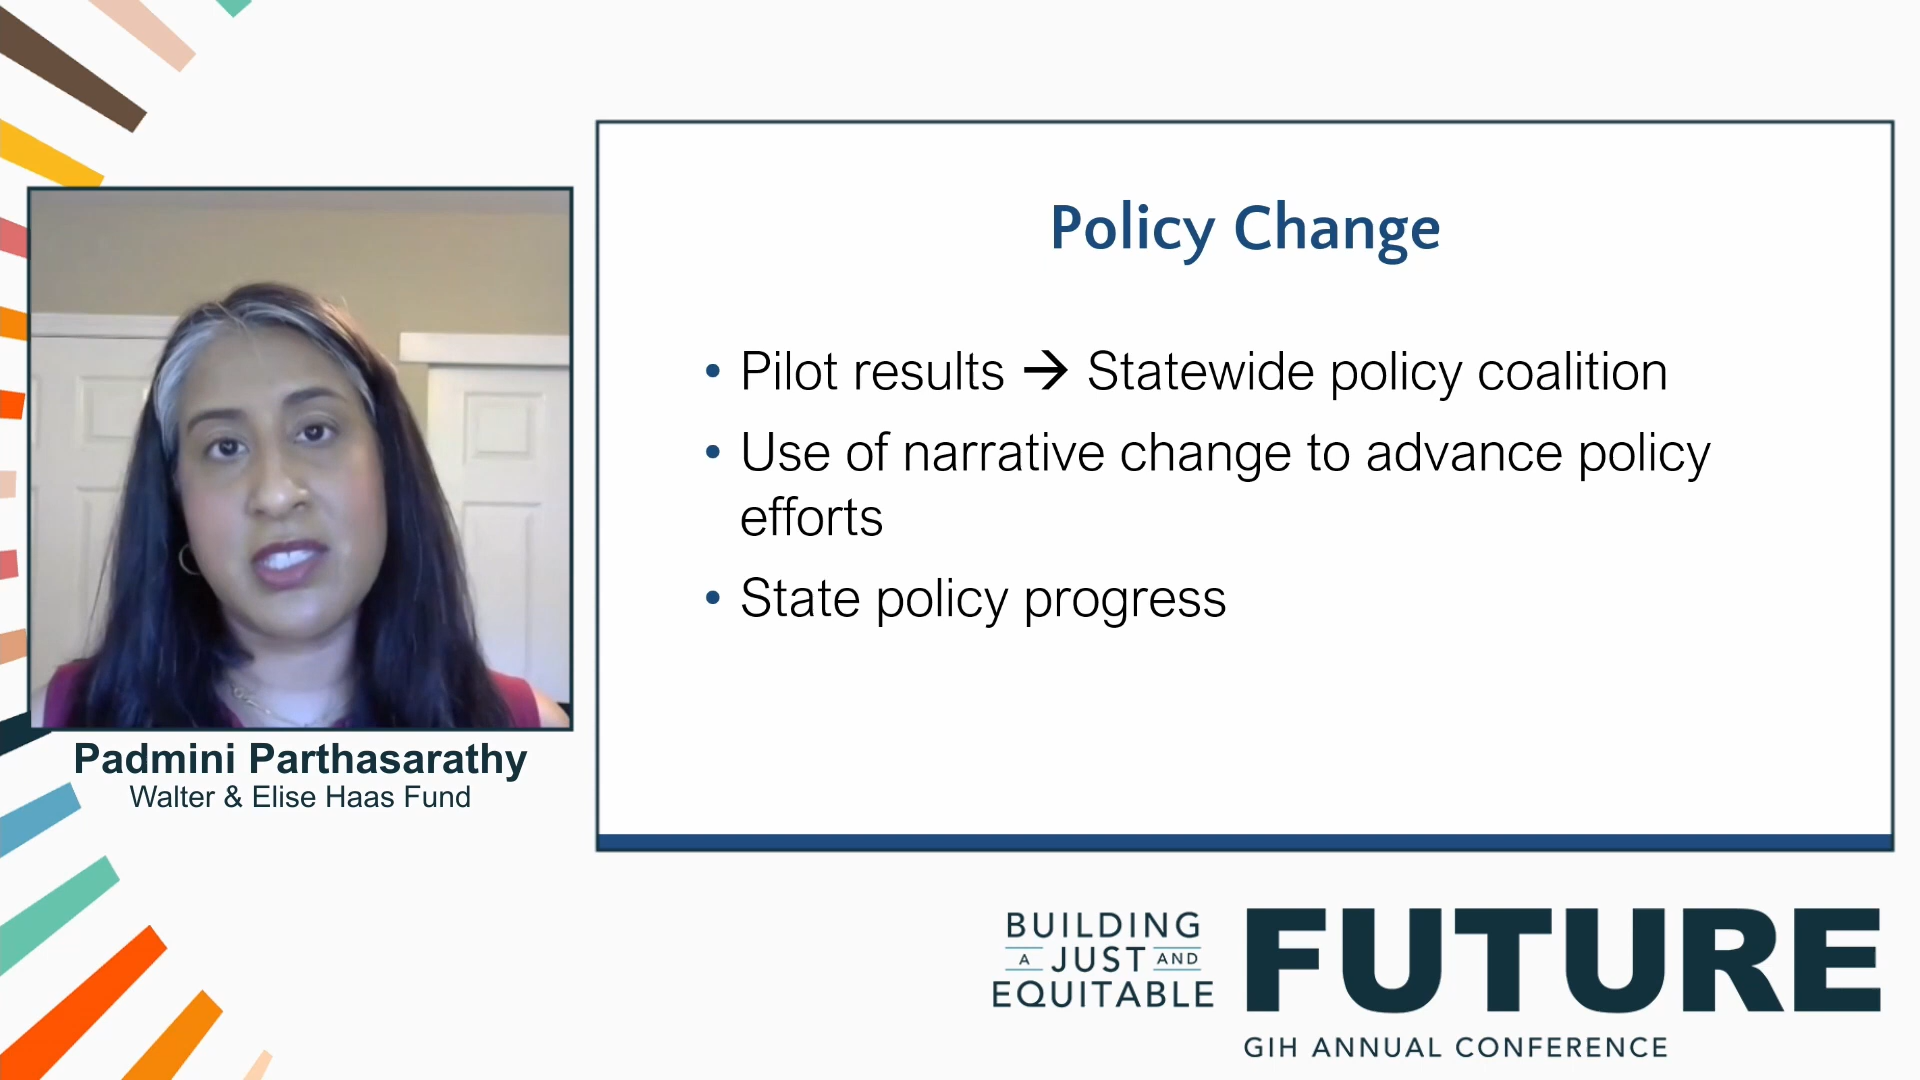 Policy Change
• Pilot results → Statewide policy coalition
• Use of narrative change to advance policy
efforts
• State policy progress
Padmini Parthasarathy
Walter & Elise Haas Fund
BUILDING
A JUST AND
EQUITABLE
FUTURE
GIH ANNUAL CONFERENCE